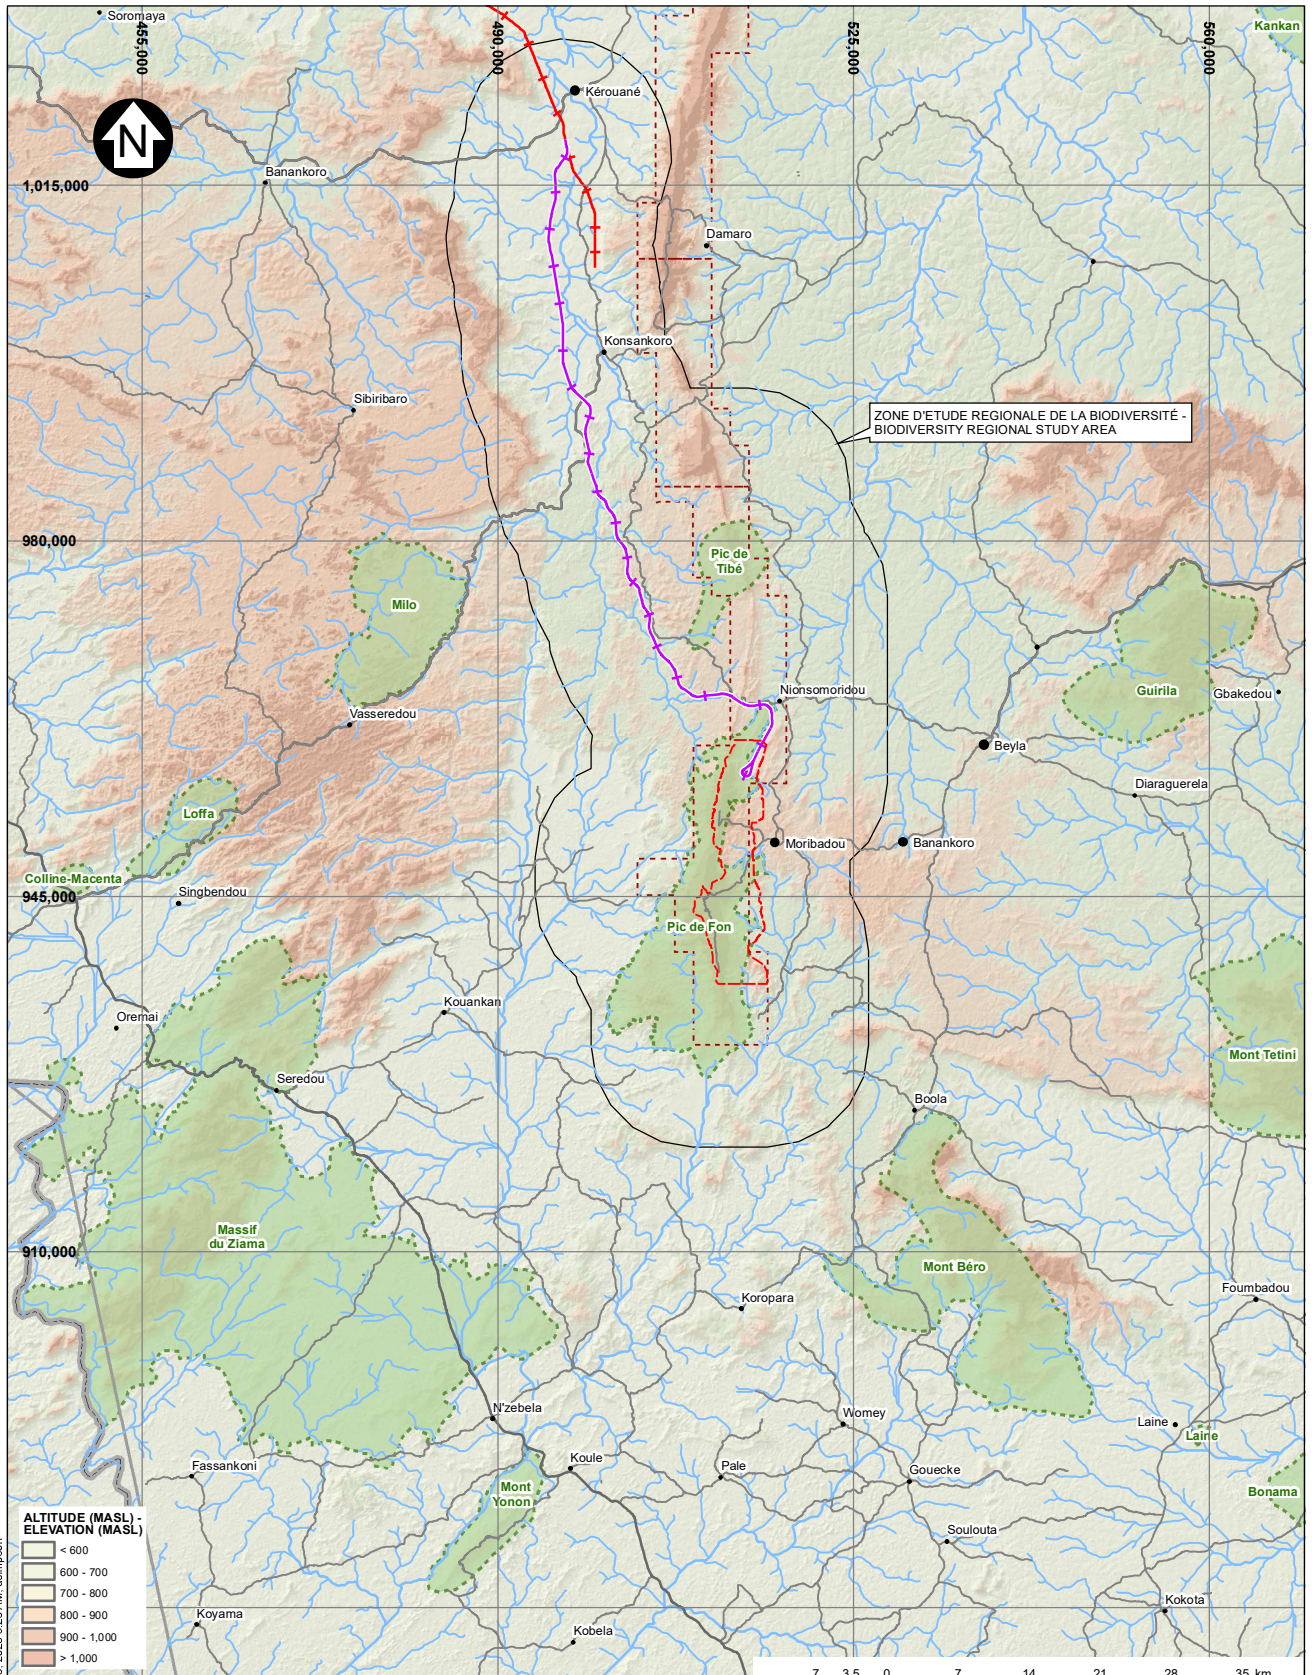 Soromaya
455,000
490,000
525,000
560,000
Kankan
Kérouané
N
Banankoro
1,015,000
Damaro
Konsankoro
Sibiribaro
ZONE D'ETUDE REGIONALE DE LA BIODIVERSITÉ -
BIODIVERSITY REGIONAL STUDY AREA
980,000
Pic de
Tibé
Milo
Nionsomoridou
Guirila
Gbakedou
Vasseredou
Beyla
Diaraguerela
Loffa
Moribadou
Banankoro
Colline-Macenta
Singbendou
945,000
Pic de Fon
Kouankan
Oremai
Mont Tetini
Seredou
Boola
Massif
du Ziama
910,000
Mont Béro
Foumbadou
Koropara
N'zebela
Womey
Laine
Laine
Koule
Fassankoni
Pale
Gouecke
Mont
Yonon
Bonama
Soulouta
ALTITUDE (MASL) -
ELEVATION (MASL)
< 600
600 - 700
700 - 800
800 - 900
900 - 1,000
> 1,000
Koyama
Kobela
Kokota
7 3.5 0 7 14 21 28 35 km